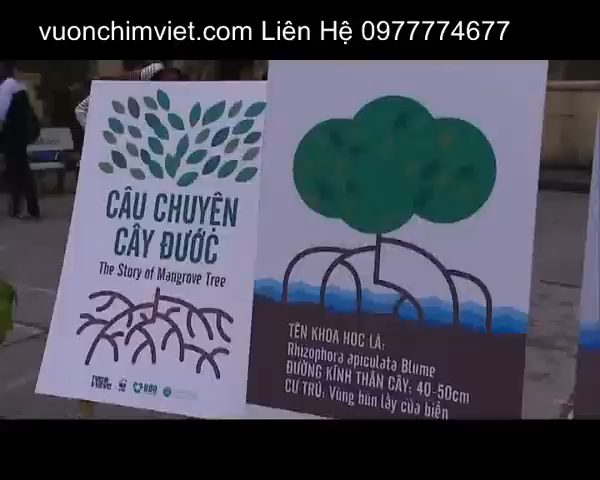 vuonchimviet.com Liên Hệ 0977774677
CÂU CHUYỆN
CÂY ĐƯỚC
The Story of Mangrove Tree
TÊN KHOA HỌC LÀ:
Rhizophora apiculata Blume
ĐƯỜNG KÍNH THÂN CÂY: 40-50cm
CƯ TRÚ: Vùng bùn lầy cửa biển